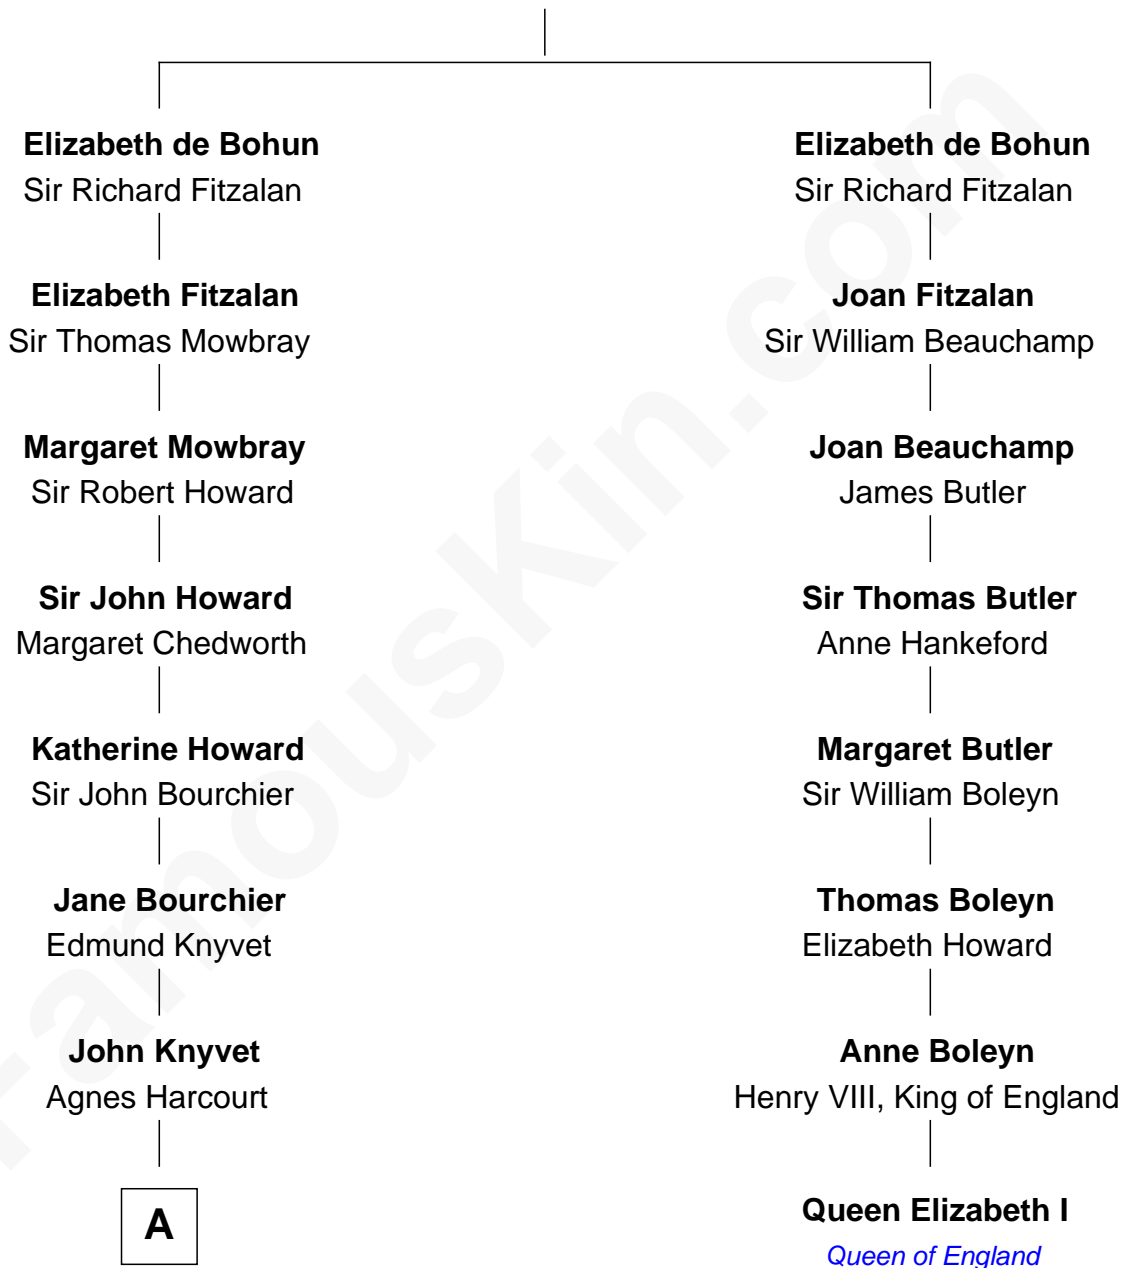 Elizabeth de Bohun
Sir Richard Fitzalan
Elizabeth Fitzalan
Sir Thomas Mowbray
Margaret Mowbray
Sir Robert Howard
Sir John Howard
Margaret Chedworth
Katherine Howard
Sir John Bourchier
Jane Bourchier
Edmund Knyvet
John Knyvet
Agnes Harcourt
A
Elizabeth de Bohun
Sir Richard Fitzalan
Joan Fitzalan
Sir William Beauchamp
Joan Beauchamp
James Butler
Sir Thomas Butler
Anne Hankeford
Margaret Butler
Sir William Boleyn
Thomas Boleyn
Elizabeth Howard
Anne Boleyn
Henry VIII, King of England
Queen Elizabeth I
Queen of England
FamousKin.com